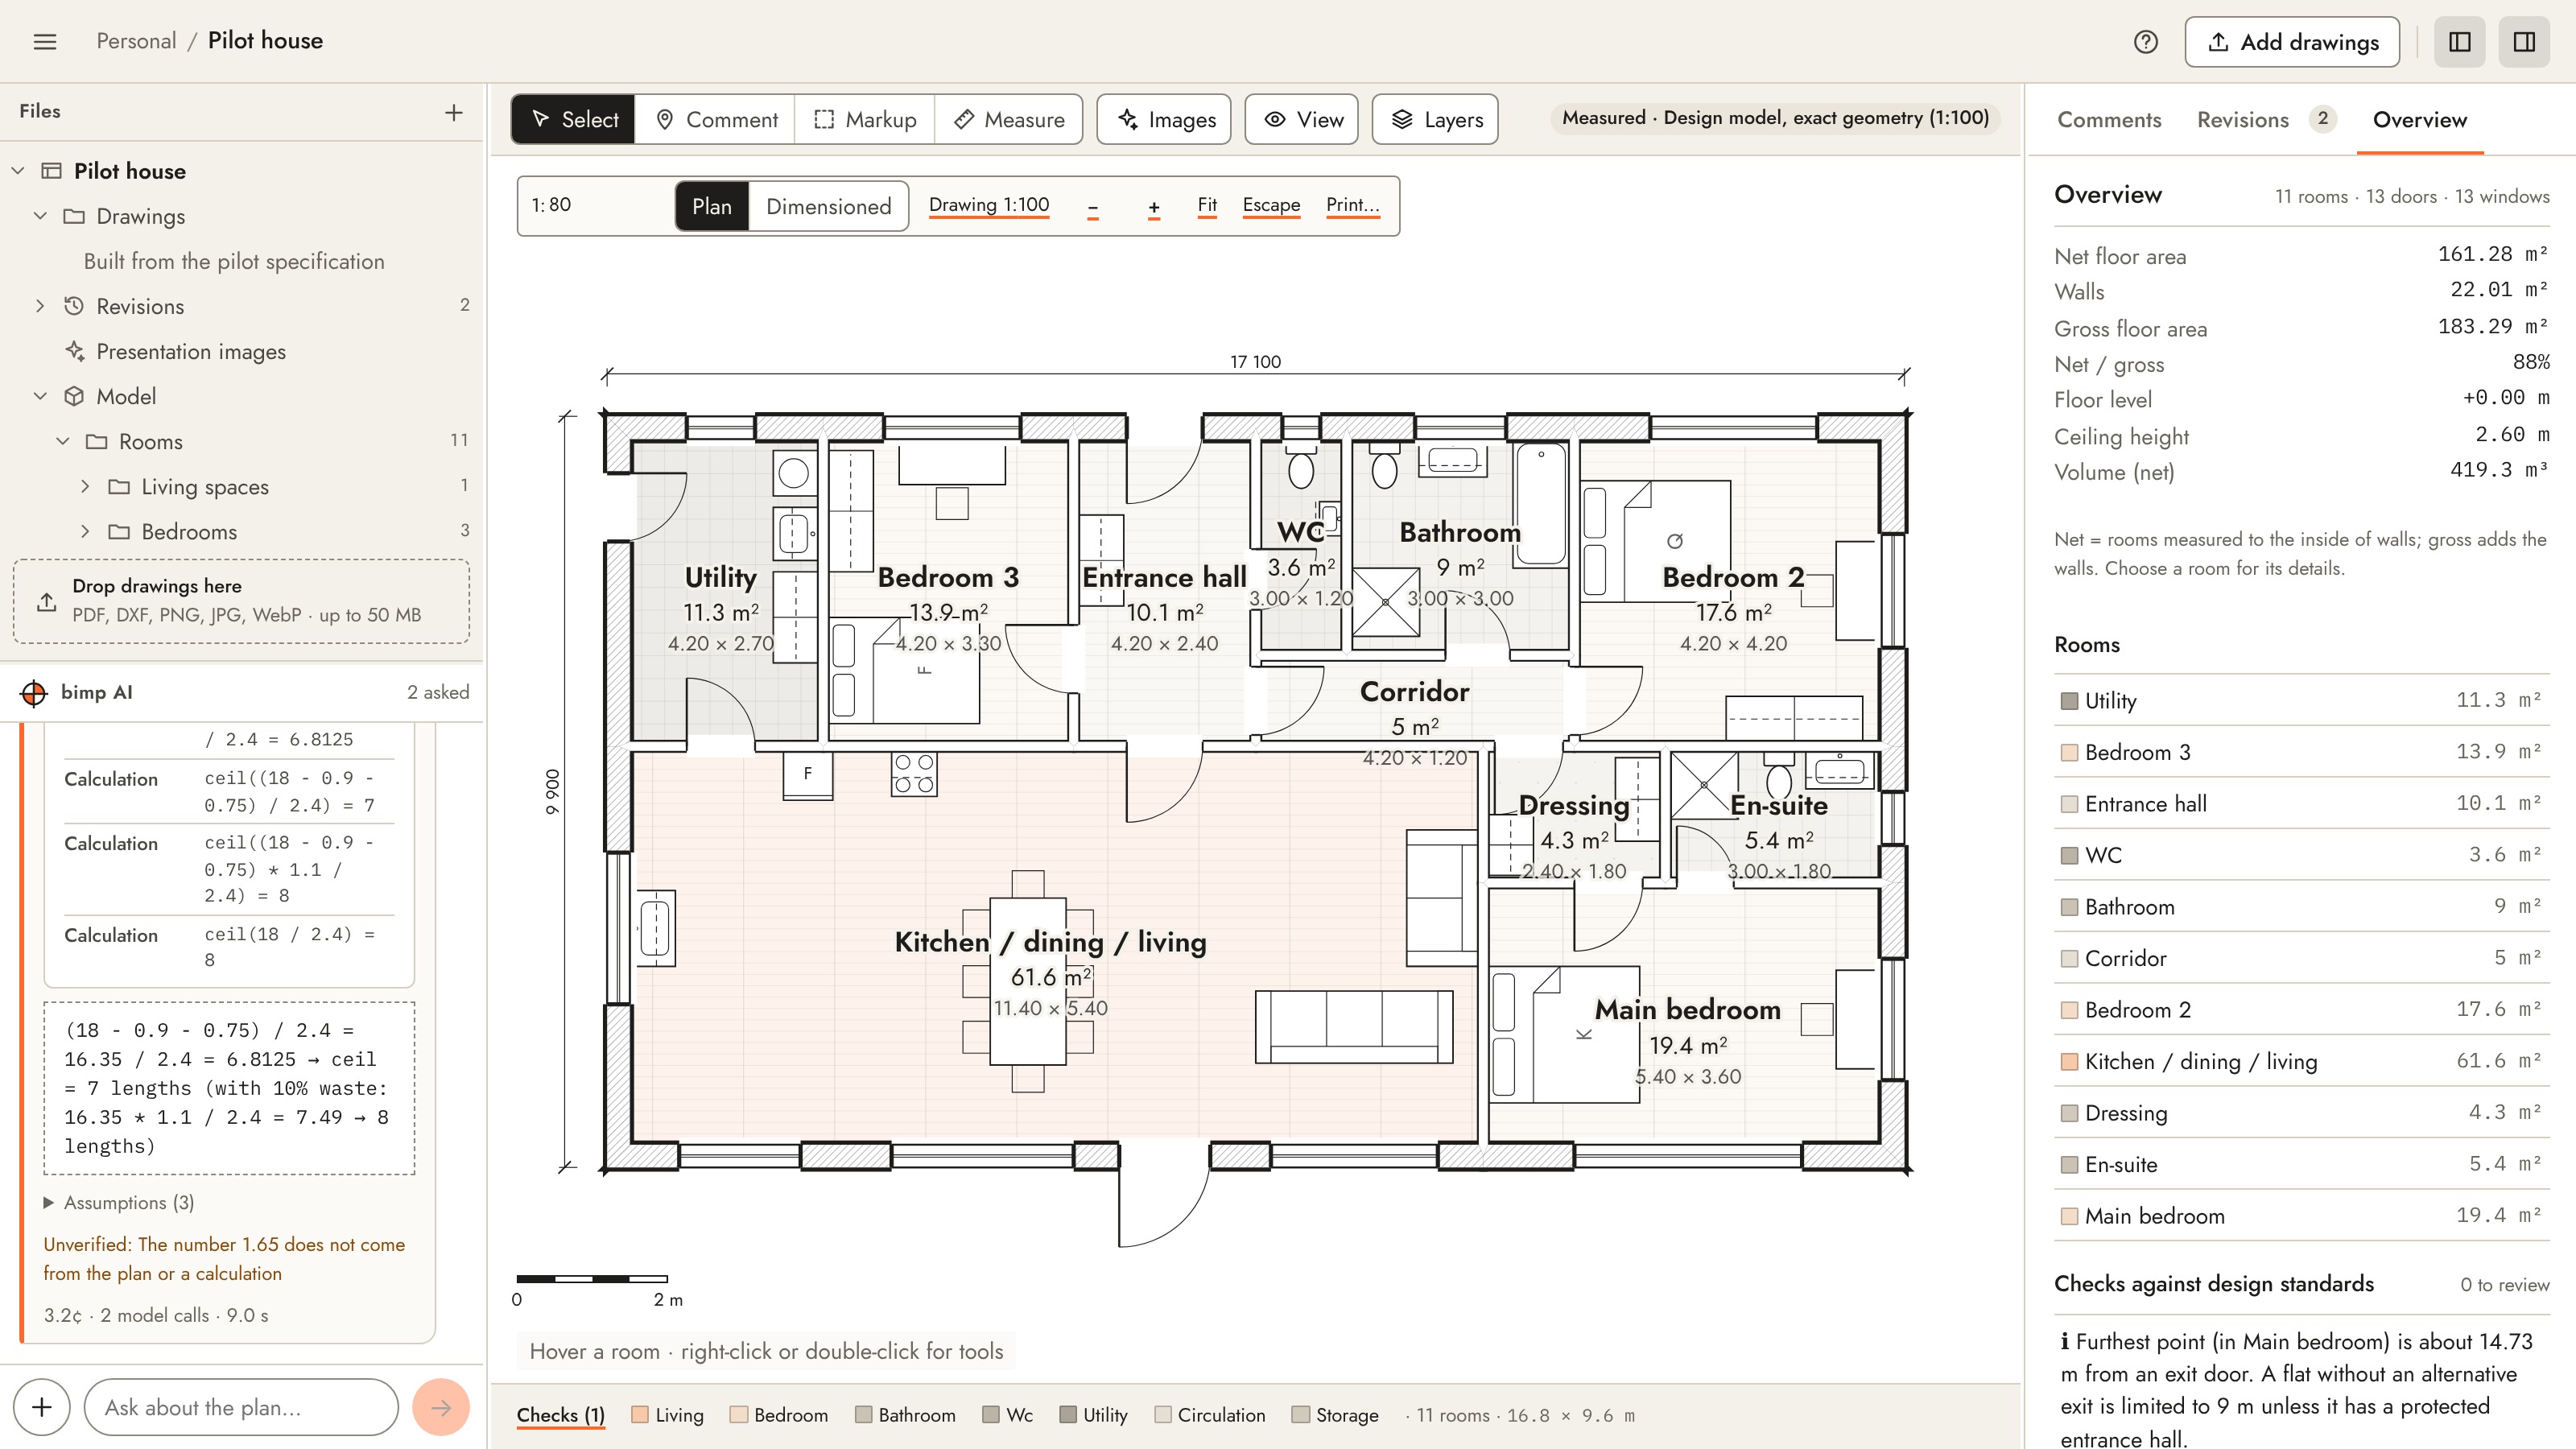 Personal / Pilot house
Add drawings
Files
Pilot house
Drawings
Built from the pilot specification
Revisions 2
Presentation images
Model
Rooms 11
Living spaces 1
Bedrooms 3
Drop drawings here
PDF, DXF, PNG, JPG, WebP · up to 50 MB
bimp AI 2 asked
/ 2.4 = 6.8125
Calculation ceil((18 - 0.9 -
0.75) / 2.4) = 7
Calculation ceil((18 - 0.9 -
0.75) * 1.1 /
2.4) = 8
Calculation ceil(18 / 2.4) =
8
(18 - 0.9 - 0.75) / 2.4 =
16.35 / 2.4 = 6.8125 → ceil
= 7 lengths (with 10% waste:
16.35 * 1.1 / 2.4 = 7.49 → 8
lengths)
Assumptions (3)
Unverified: The number 1.65 does not come
from the plan or a calculation
3.2¢ · 2 model calls · 9.0 s
Ask about the plan...
Select Comment Markup Measure Images View Layers
Measured · Design model, exact geometry (1:100)
1: 80 Plan Dimensioned Drawing 1:100 − + Fit Escape Print...
17 100
9 900
Utility
11.3 m²
4.20 × 2.70
Bedroom 3
13.9 m²
4.20 × 3.30
F
Entrance hall
10.1 m²
4.20 × 2.40
WC
3.6 m²
3.00 × 1.20
Bathroom
9 m²
3.00 × 3.00
Q
Bedroom 2
17.6 m²
4.20 × 4.20
Corridor
5 m²
4.20 × 1.20
F
Dressing
4.3 m²
2.40 × 1.80
En-suite
5.4 m²
3.00 × 1.80
Kitchen / dining / living
61.6 m²
11.40 × 5.40
K
Main bedroom
19.4 m²
5.40 × 3.60
0 2 m
Hover a room · right-click or double-click for tools
Checks (1) Living Bedroom Bathroom Wc Utility Circulation Storage · 11 rooms · 16.8 × 9.6 m
Comments Revisions 2 Overview
Overview 11 rooms · 13 doors · 13 windows
Net floor area 161.28 m²
Walls 22.01 m²
Gross floor area 183.29 m²
Net / gross 88%
Floor level +0.00 m
Ceiling height 2.60 m
Volume (net) 419.3 m³
Net = rooms measured to the inside of walls; gross adds the
walls. Choose a room for its details.
Rooms
Utility 11.3 m²
Bedroom 3 13.9 m²
Entrance hall 10.1 m²
WC 3.6 m²
Bathroom 9 m²
Corridor 5 m²
Bedroom 2 17.6 m²
Kitchen / dining / living 61.6 m²
Dressing 4.3 m²
En-suite 5.4 m²
Main bedroom 19.4 m²
Checks against design standards 0 to review
ℹ Furthest point (in Main bedroom) is about 14.73
m from an exit door. A flat without an alternative
exit is limited to 9 m unless it has a protected
entrance hall.